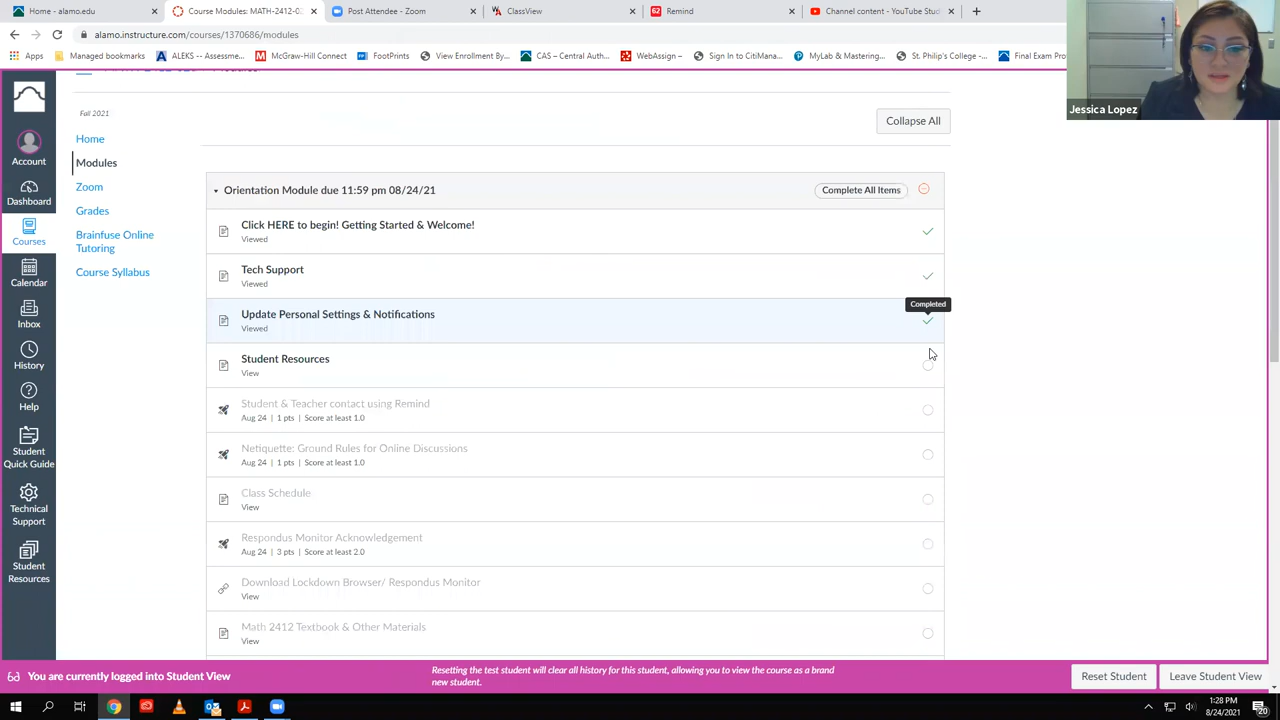 Home - alamo.edu
Course Modules: MATH-2412-0
Post Attendee - Zoom
ClassView
Remind
Channel content - YouTube Stu
alamo.instructure.com/courses/1370686/modules
Apps
Managed bookmarks
ALEKS -- Assessme...
McGraw-Hill Connect
FootPrints
View Enrollment By...
CAS – Central Auth...
WebAssign –
Sign In to CitiMana...
MyLab & Mastering...
St. Philip's College -...
Final Exam Pro
Jessica Lopez
Account
Dashboard
Courses
Calendar
Inbox
History
Help
Student
Quick Guide
Technical
Support
Student
Resources
Fall 2021
Home
Modules
Zoom
Grades
Brainfuse Online
Tutoring
Course Syllabus
Collapse All
Orientation Module due 11:59 pm 08/24/21
Complete All Items
Click HERE to begin! Getting Started & Welcome!
Viewed
Tech Support
Viewed
Completed
Update Personal Settings & Notifications
Viewed
Student Resources
View
Student & Teacher contact using Remind
Aug 24 | 1 pts | Score at least 1.0
Netiquette: Ground Rules for Online Discussions
Aug 24 | 1 pts | Score at least 1.0
Class Schedule
View
Respondus Monitor Acknowledgement
Aug 24 | 3 pts | Score at least 2.0
Download Lockdown Browser/ Respondus Monitor
View
Math 2412 Textbook & Other Materials
View
You are currently logged into Student View
Resetting the test student will clear all history for this student, allowing you to view the course as a brand
new student.
Reset Student
Leave Student View
1:28 PM
8/24/2021
20